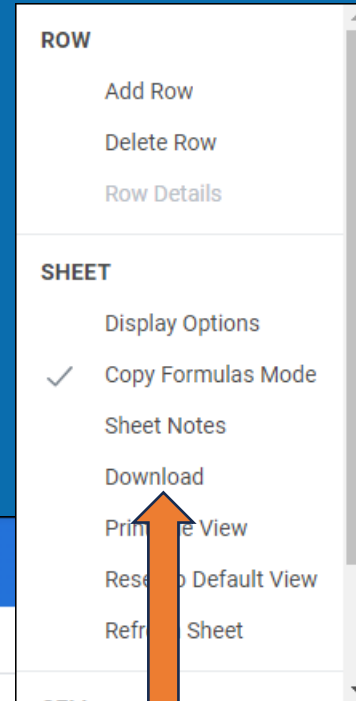 ROW
Add Row
Delete Row
Row Details
SHEET
Display Options
Copy Formulas Mode
Sheet Notes
Download
View
Default View
Sheet